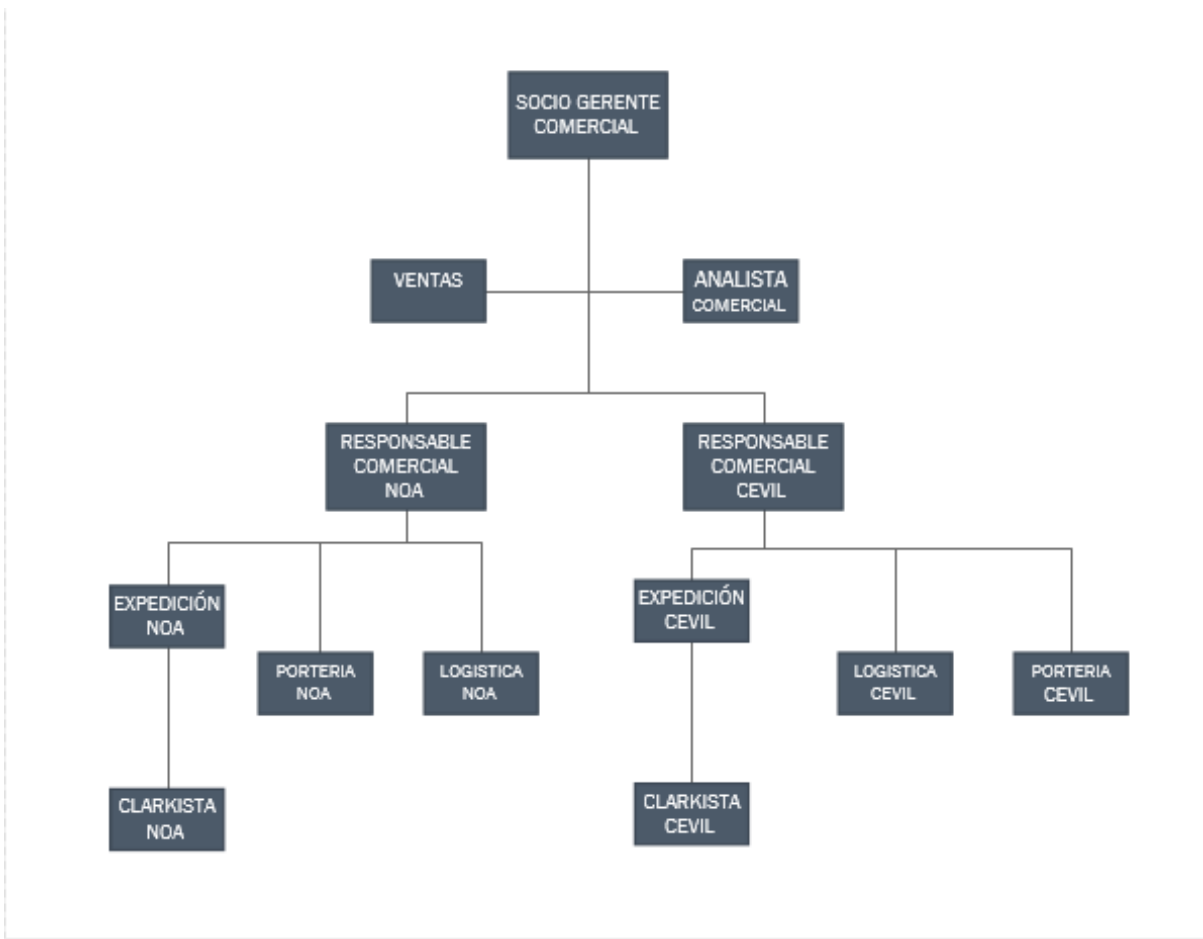 SOCIO GERENTE
COMERCIAL
VENTAS
ANALISTA
COMERCIAL
RESPONSABLE
COMERCIAL
NOA
RESPONSABLE
COMERCIAL
CEVIL
EXPEDICIÓN
NOA
PORTERIA
NOA
LOGISTICA
NOA
EXPEDICIÓN
CEVIL
LOGISTICA
CEVIL
PORTERIA
CEVIL
CLARKISTA
NOA
CLARKISTA
CEVIL